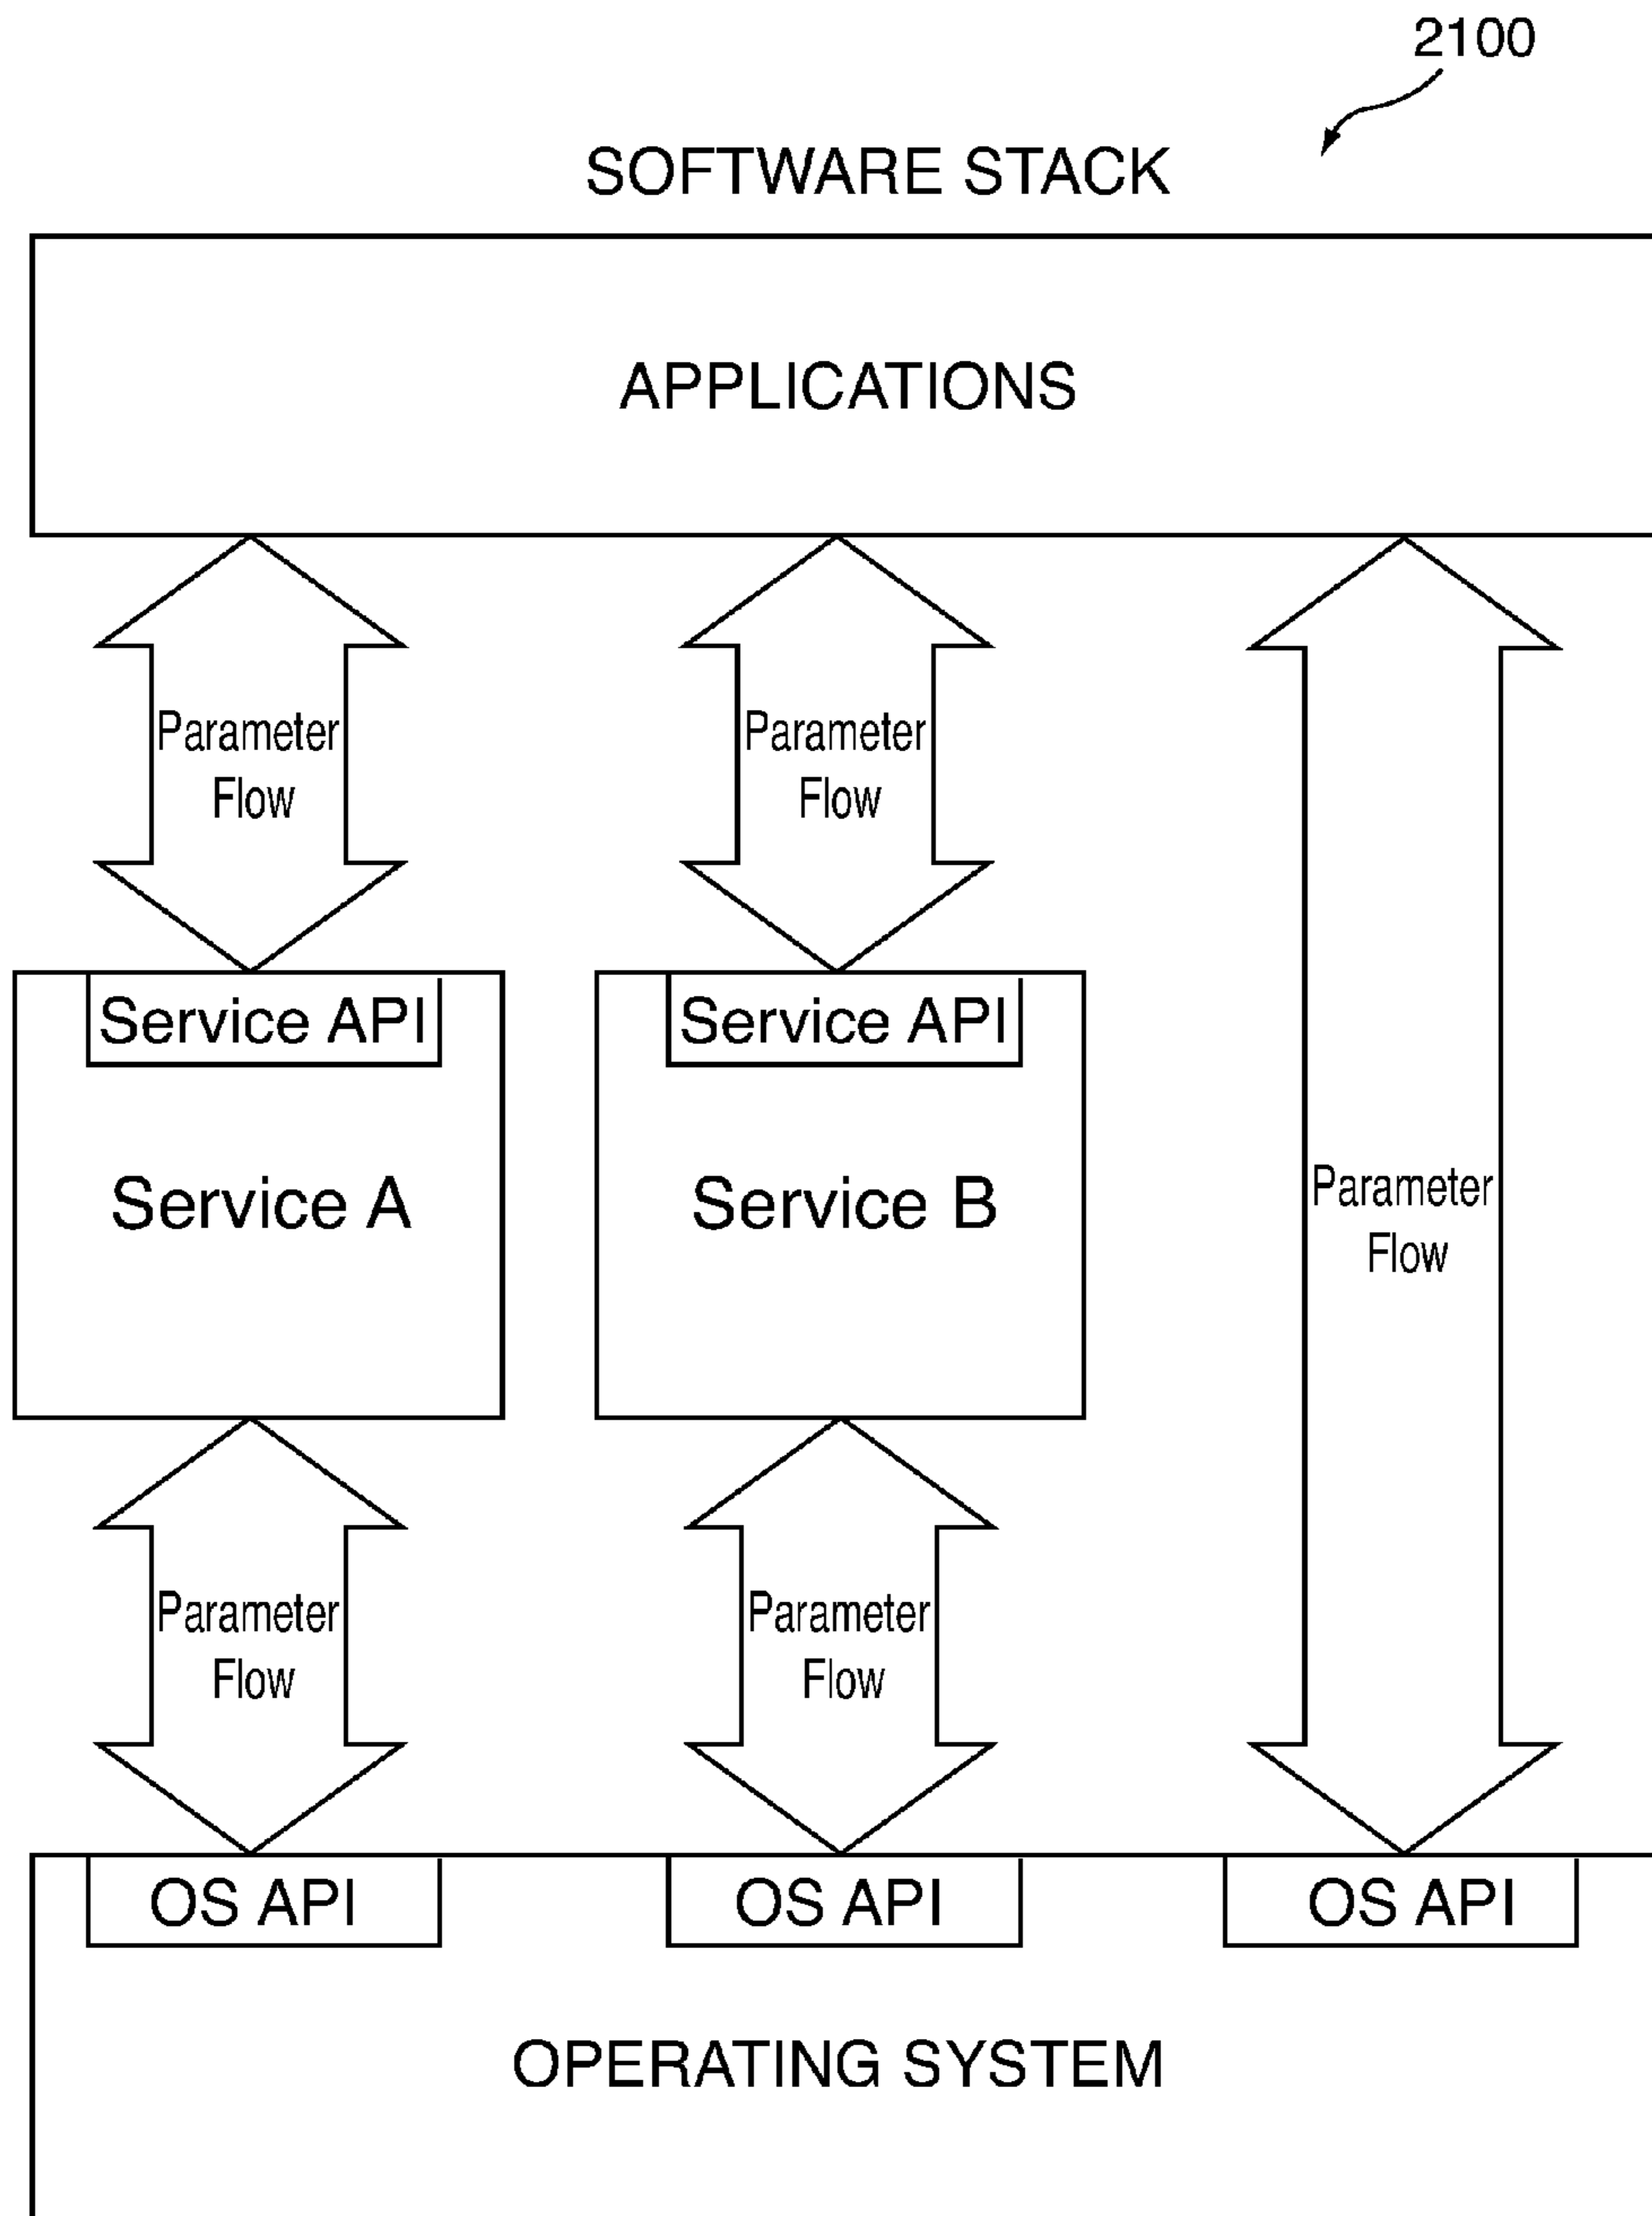 2100
SOFTWARE STACK
APPLICATIONS
Parameter
Flow
Parameter
Flow
Service API
Service A
Service API
Service B
Parameter
Flow
Parameter
Flow
Parameter
Flow
OS API
OS API
OS API
OPERATING SYSTEM